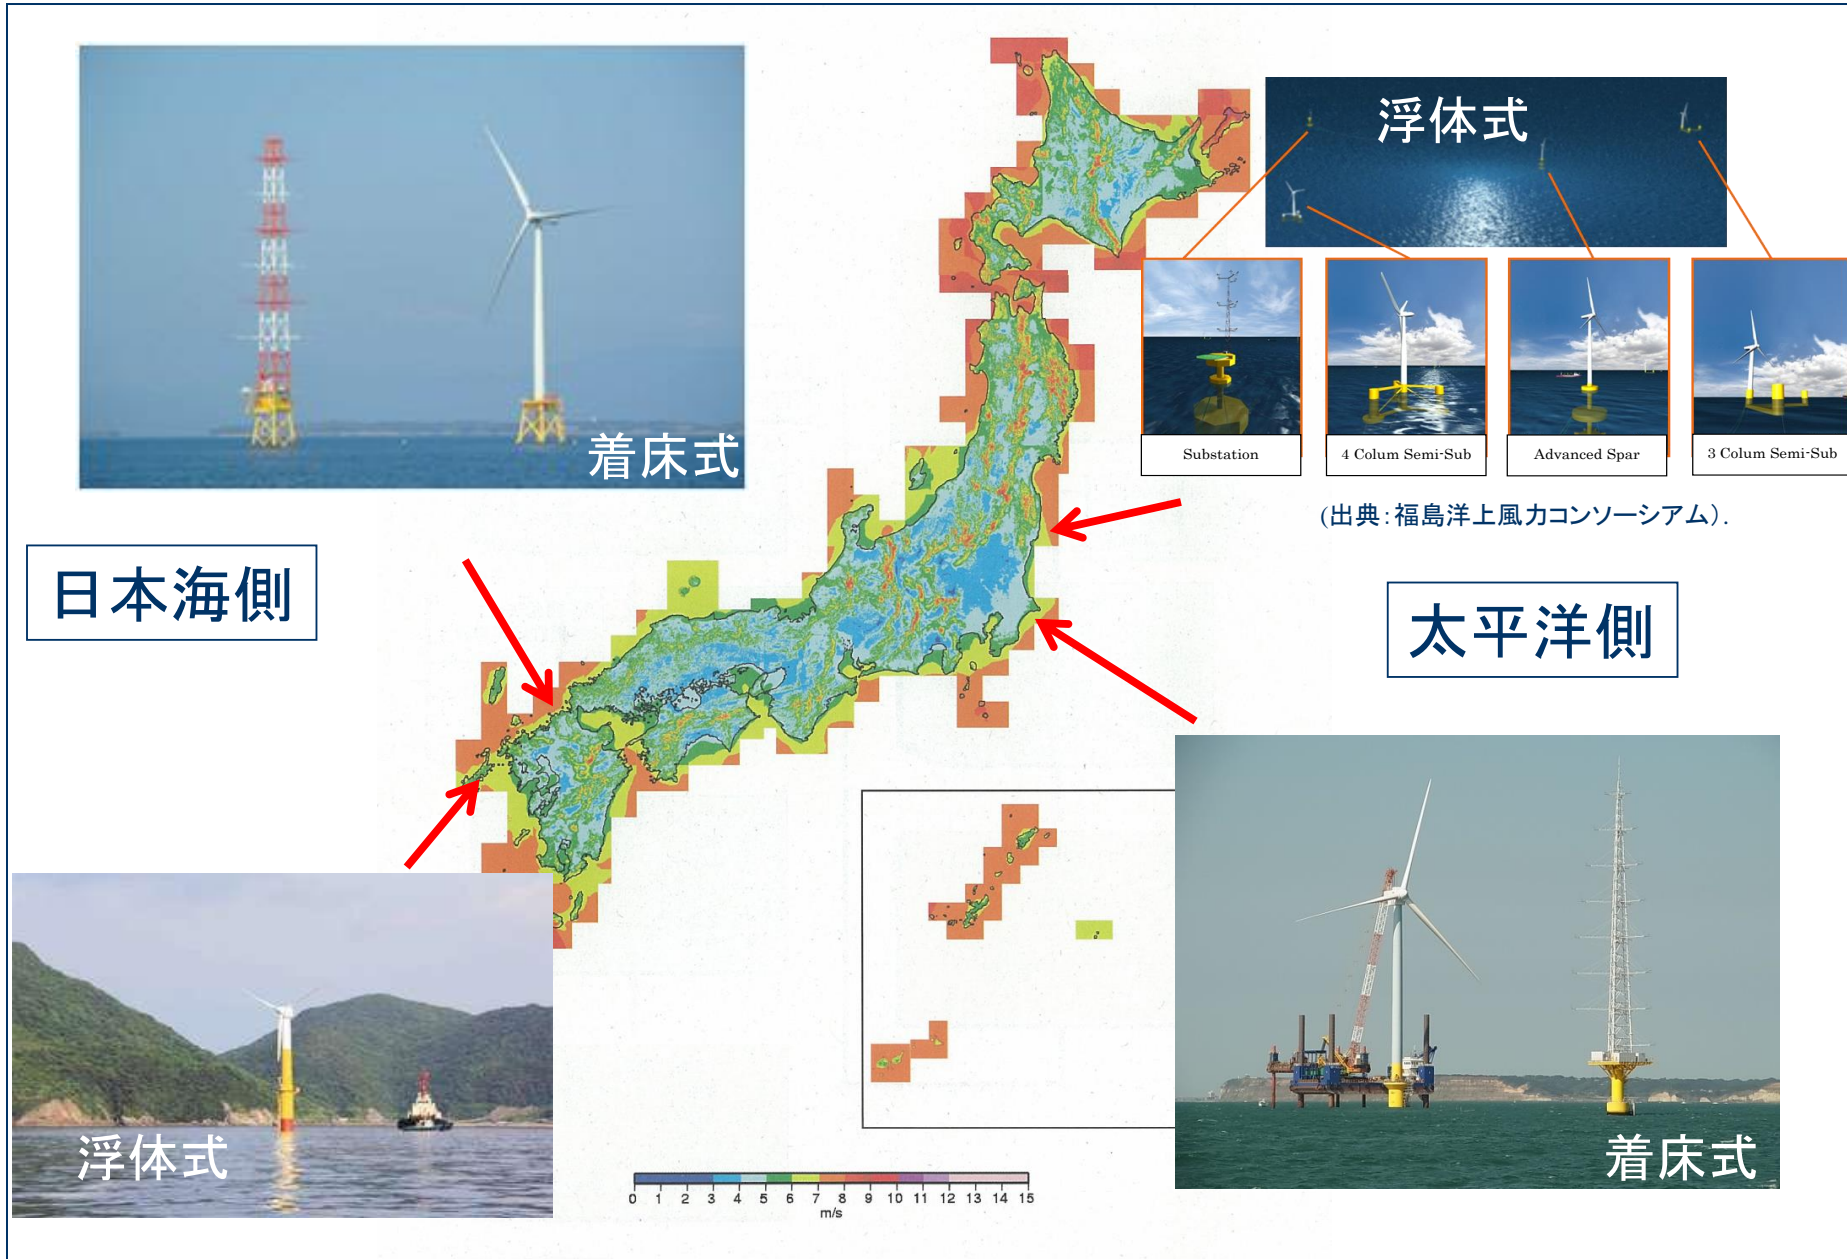 浮体式
着床式
Substation
4 Colum Semi-Sub
Advanced Spar
3 Colum Semi-Sub
(出典：福島洋上風力コンソーシアム）.
日本海側
太平洋側
浮体式
着床式
0 1 2 3 4 5 6 7 8 9 10 11 12 13 14 15
m/s